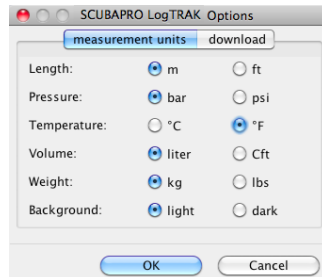 SCUBAPRO LogTRAK Options
measurement units download
Length: m ft
Pressure: bar psi
Temperature: °C °F
Volume: liter Cft
Weight: kg lbs
Background: light dark
OK Cancel